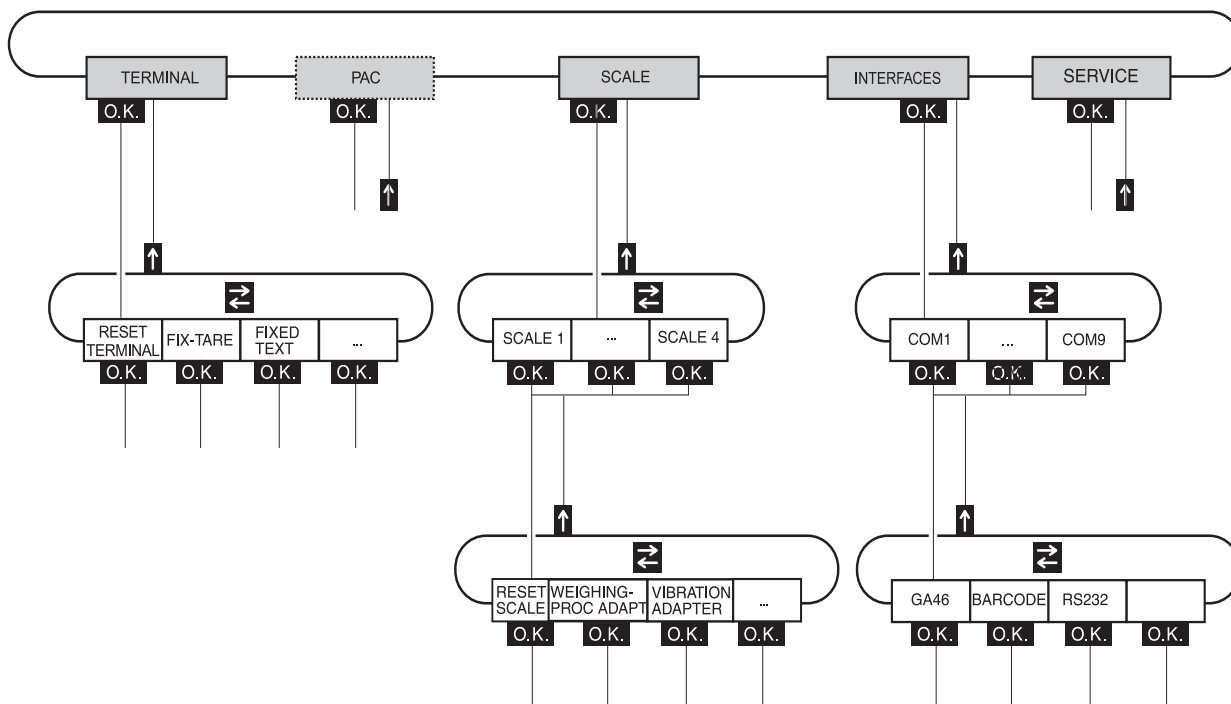 TERMINAL
PAC
SCALE
INTERFACES
SERVICE
O.K.
O.K.
O.K.
O.K.
O.K.
RESET
TERMINAL
FIX-TARE
FIXED
TEXT
...
O.K.
O.K.
O.K.
O.K.
SCALE 1
...
SCALE 4
O.K.
O.K.
O.K.
COM1
...
COM9
O.K.
O.K.
O.K.
RESET
SCALE
WEIGHING-
PROC ADAPT
VIBRATION
ADAPTER
...
O.K.
O.K.
O.K.
O.K.
GA46
BARCODE
RS232
O.K.
O.K.
O.K.
O.K.